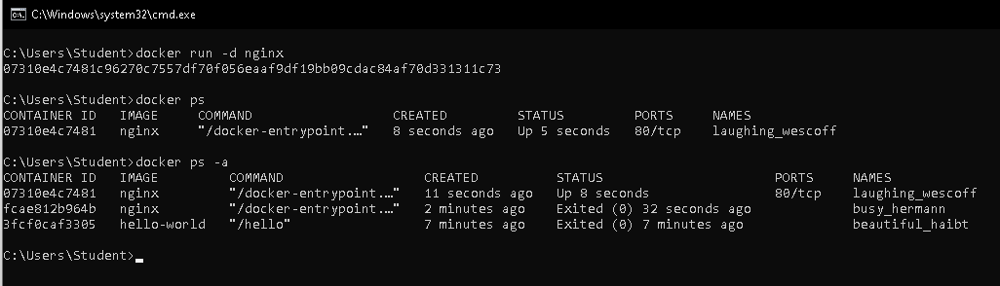 C:\Windows\system32\cmd.exe
C:\Users\Student>docker run -d nginx
07310e4c7481c96270c7557df70f056eaaf9df19bb09cdac84af70d331311c73
C:\Users\Student>docker ps
CONTAINER ID   IMAGE     COMMAND                  CREATED         STATUS         PORTS     NAMES
07310e4c7481   nginx     "/docker-entrypoint.…"   8 seconds ago   Up 5 seconds   80/tcp    laughing_wescoff
C:\Users\Student>docker ps -a
CONTAINER ID   IMAGE         COMMAND                  CREATED          STATUS                      PORTS     NAMES
07310e4c7481   nginx         "/docker-entrypoint.…"   11 seconds ago   Up 8 seconds                80/tcp    laughing_wescoff
fcae812b964b   nginx         "/docker-entrypoint.…"   2 minutes ago    Exited (0) 32 seconds ago             busy_hermann
3fcf0caf3305   hello-world   "/hello"                 7 minutes ago    Exited (0) 7 minutes ago              beautiful_haibt
C:\Users\Student>